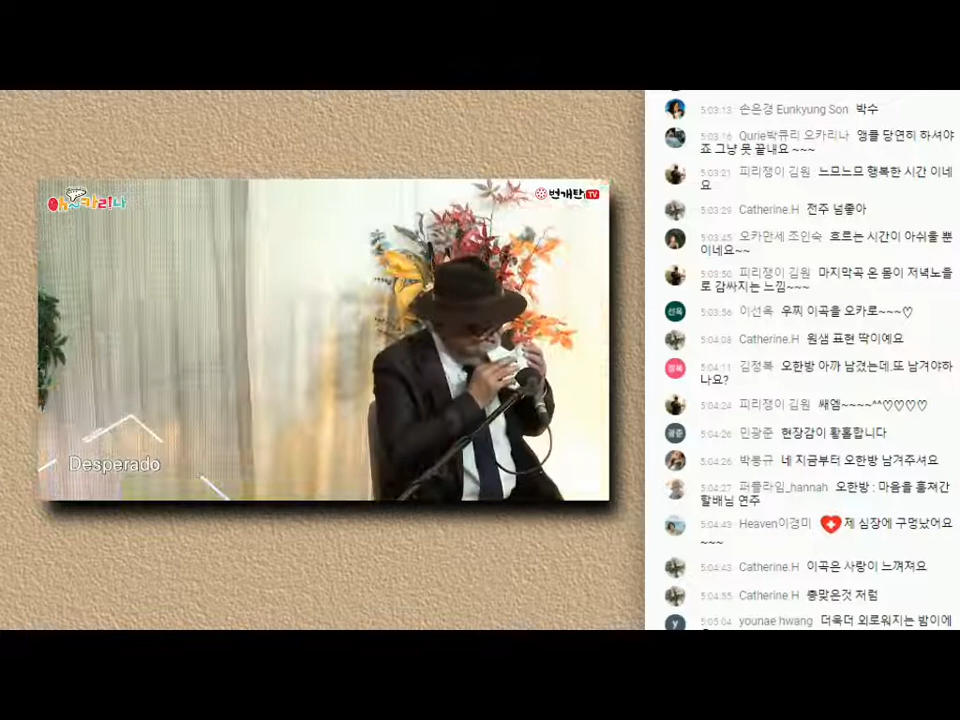 아~카리나
번개탄 TV
Desperado
5:03:13 손은경 Eunkyung Son 박수
5:03:16 Qurie박큐리 오카리나 앵콜 당연히 하셔야
죠 그냥 못 끝내요 ~~~
5:03:21 피리쟁이 김원 느므느므 행복한 시간 이네
요
5:03:29 Catherine.H 전주 넘좋아
5:03:45 오카만세 조인숙 흐르는 시간이 아쉬울 뿐
이네요~~
5:03:50 피리쟁이 김원 마지막곡 온 몸이 저녁노을
로 감싸지는 느낌~~~
선옥 5:03:56 이선옥 우찌 이곡을 오카로~~~♡
5:04:08 Catherine.H 원샘 표현 딱이예요
정복 5:04:11 김정복 오한방 아까 남겼는데.또 남겨야하
나요?
5:04:24 피리쟁이 김원 쌔엠~~~~^^♡♡♡♡
광준 5:04:26 민광준 현장감이 황홀합니다
5:04:26 박봉규 네 지금부터 오한방 남겨주셔요
5:04:27 퍼플라임_hannah 오한방 : 마음을 훔쳐간
할배님 연주
5:04:43 Heaven이경미 제 심장에 구멍났어요
~~~
5:04:43 Catherine.H 이곡은 사랑이 느껴져요
5:04:55 Catherine.H 총맞은것 처럼
y 5:05:04 younae hwang 더욱더 외로워지는 밤이에